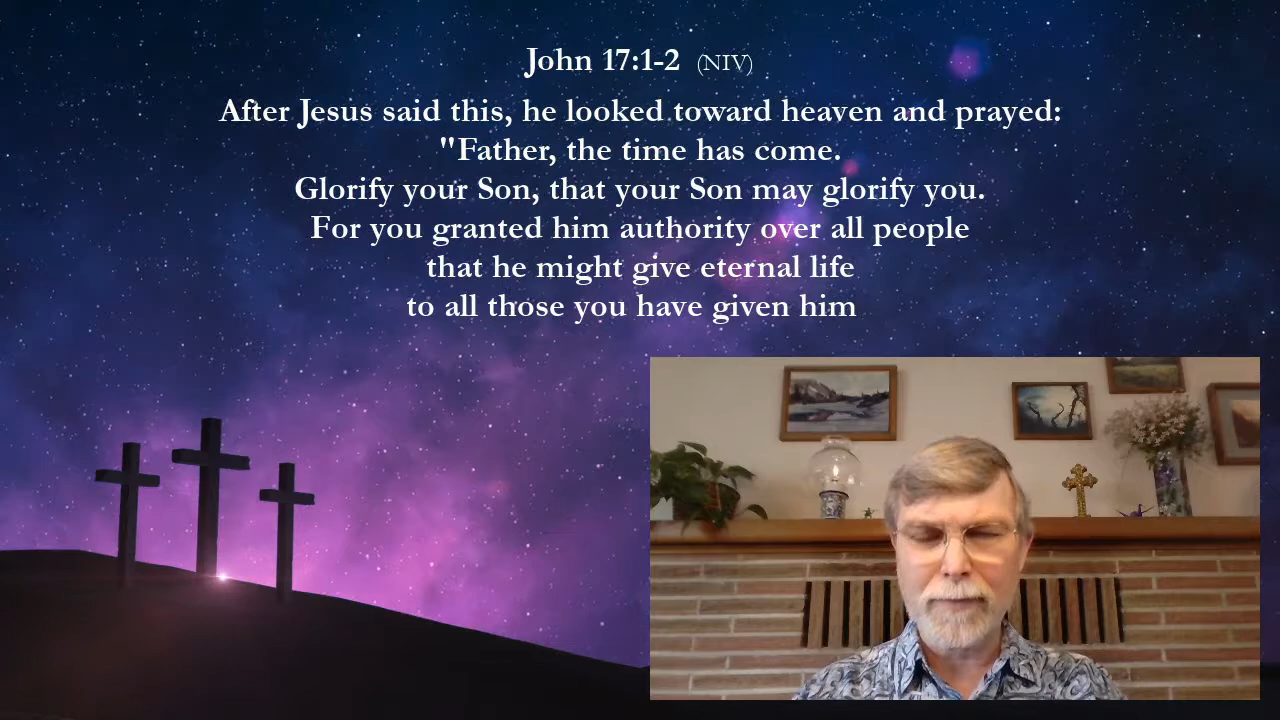 John 17:1-2 (NIV)
After Jesus said this, he looked toward heaven and prayed:
"Father, the time has come.
Glorify your Son, that your Son may glorify you.
For you granted him authority over all people
that he might give eternal life
to all those you have given him